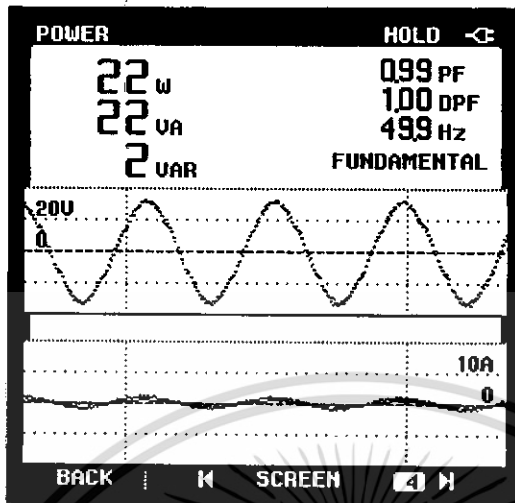 POWER HOLD
22 W 0.99 PF
22 VA 1.00 DPF
49.9 Hz
2 VAR FUNDAMENTAL
20V
0
10A
0
BACK SCREEN 4